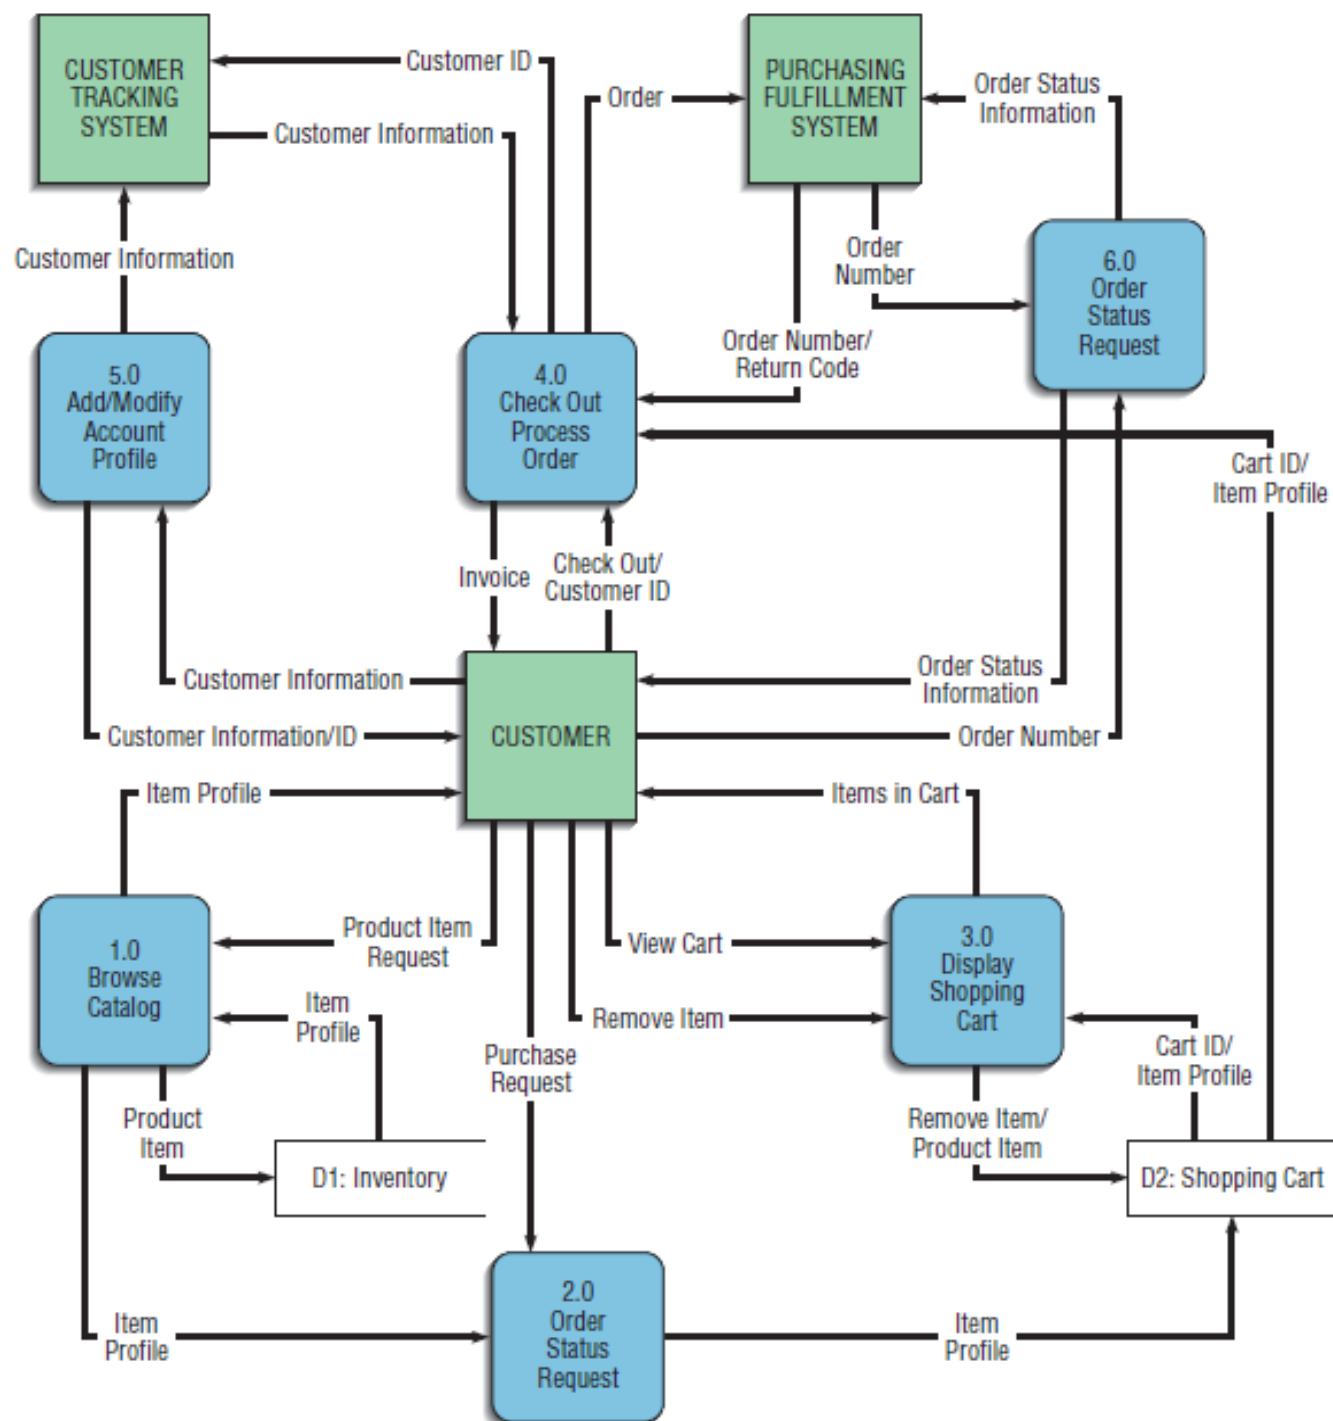 CUSTOMER
TRACKING
SYSTEM
Customer ID
Customer Information
Order
PURCHASING
FULFILLMENT
SYSTEM
Order Status
Information
Customer Information
Order
Number
6.0
Order
Status
Request
Order Number/
Return Code
5.0
Add/Modify
Account
Profile
4.0
Check Out
Process
Order
Cart ID/
Item Profile
Invoice
Check Out/
Customer ID
Customer Information
Order Status
Information
Customer Information/ID
CUSTOMER
Order Number
Item Profile
Items in Cart
1.0
Browse
Catalog
Product Item
Request
View Cart
3.0
Display
Shopping
Cart
Item
Profile
Remove Item
Purchase
Request
Cart ID/
Item Profile
Product
Item
Remove Item/
Product Item
D1: Inventory
D2: Shopping Cart
Item
Profile
2.0
Order
Status
Request
Item
Profile